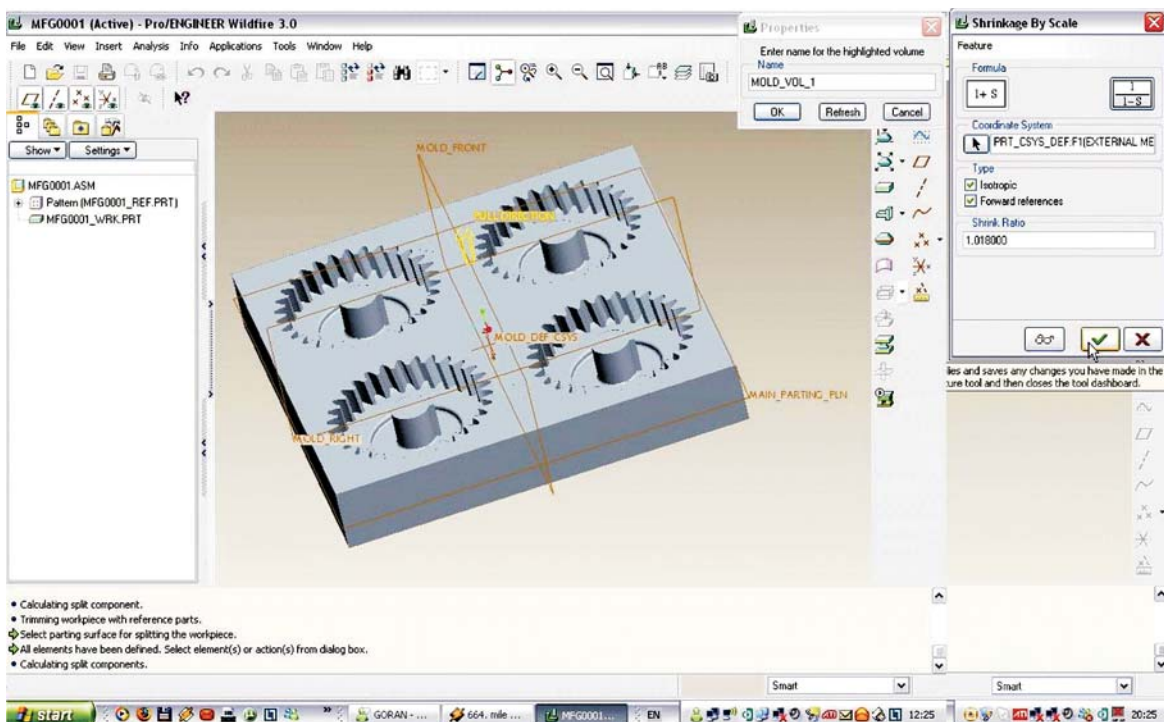 MFG0001 (Active) - Pro/ENGINEER Wildfire 3.0
File Edit View Insert Analysis Info Applications Tools Window Help
Show Settings
MFG0001.ASM
Pattern (MFG0001_REF.PRT)
MFG0001_WRK.PRT
MOLD_FRONT
PULL DIRECTION
MOLD_DEF_CSYS
MAIN_PARTING_PLN
MOLD_RIGHT
Properties
Enter name for the highlighted volume
Name
MOLD_VOL_1
OK Refresh Cancel
Shrinkage By Scale
Feature
Formula
1+ S
1
1-S
Coordinate System
PRT_CSYS_DEF:F1(EXTERNAL ME
Type
Isotropic
Forward references
Shrink Ratio
1.018000
lies and saves any changes you have made in the
ure tool and then closes the tool dashboard.
• Calculating split component.
• Trimming workpiece with reference parts.
Select parting surface for splitting the workpiece.
All elements have been defined. Select element(s) or action(s) from dialog box.
• Calculating split components.
Smart
Smart
start
GORAN - ...
664. mile ...
MFG0001...
EN
12:25
20:25